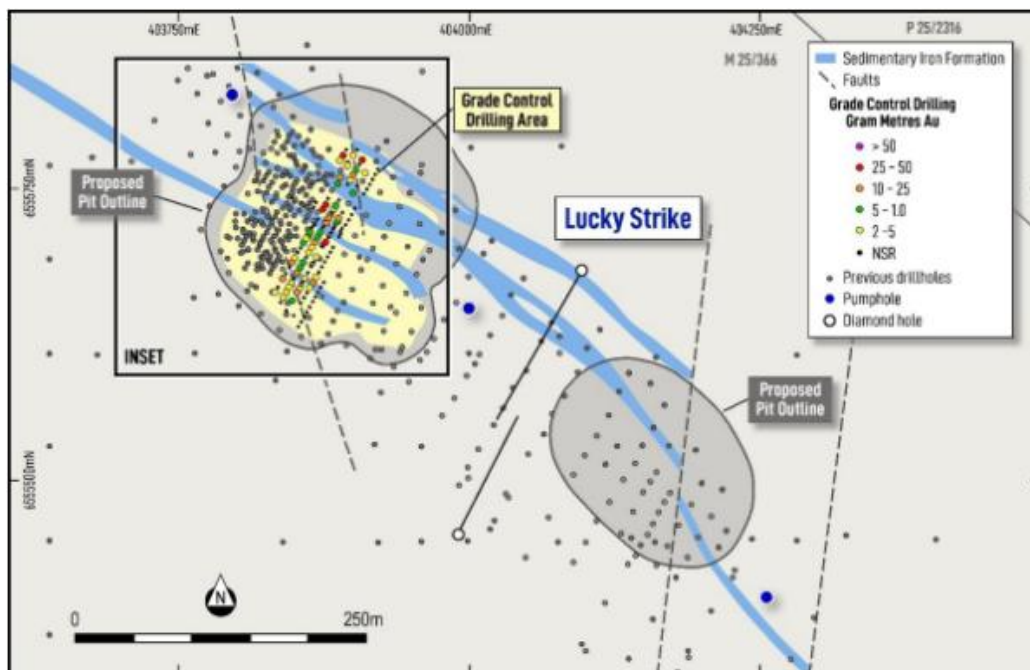 403750mE
404000mE
404250mE
P 25/2316
M 25/366
Sedimentary Iron Formation
Faults
Grade Control Drilling
Gram Metres Au
> 50
25 - 50
10 - 25
5 - 1.0
2 -5
NSR
Previous drillholes
Pumphole
Diamond hole
Grade Control
Drilling Area
6555750mN
Proposed
Pit Outline
Lucky Strike
INSET
Proposed
Pit Outline
6555500mN
N
0
250m